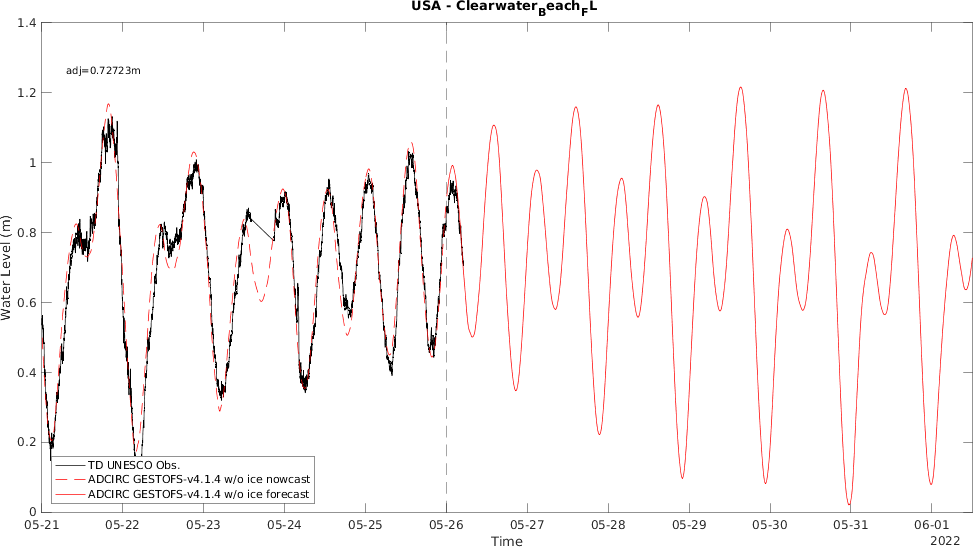 USA - Clearwater_Beach_FL
1.4
adj=0.72723m
1.2
1
0.8
0.6
0.4
0.2
0
Water Level (m)
TD UNESCO Obs.
ADCIRC GESTOFS-v4.1.4 w/o ice nowcast
ADCIRC GESTOFS-v4.1.4 w/o ice forecast
05-21 05-22 05-23 05-24 05-25 05-26 05-27 05-28 05-29 05-30 05-31 06-01
Time
2022